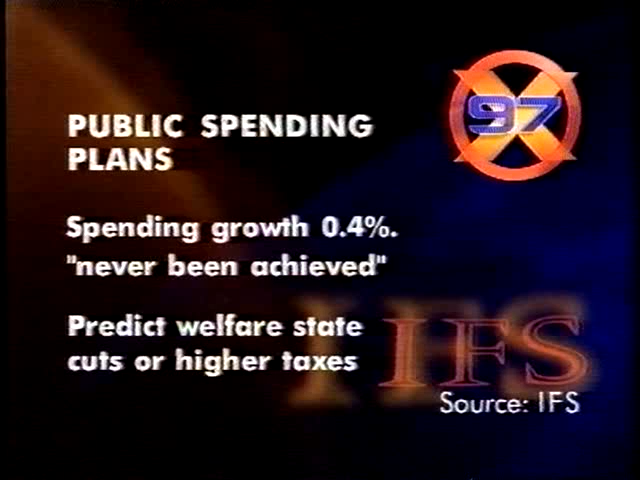 97
PUBLIC SPENDING
PLANS
Spending growth 0.4%.
"never been achieved"
Predict welfare state
cuts or higher taxes
IFS
Source: IFS